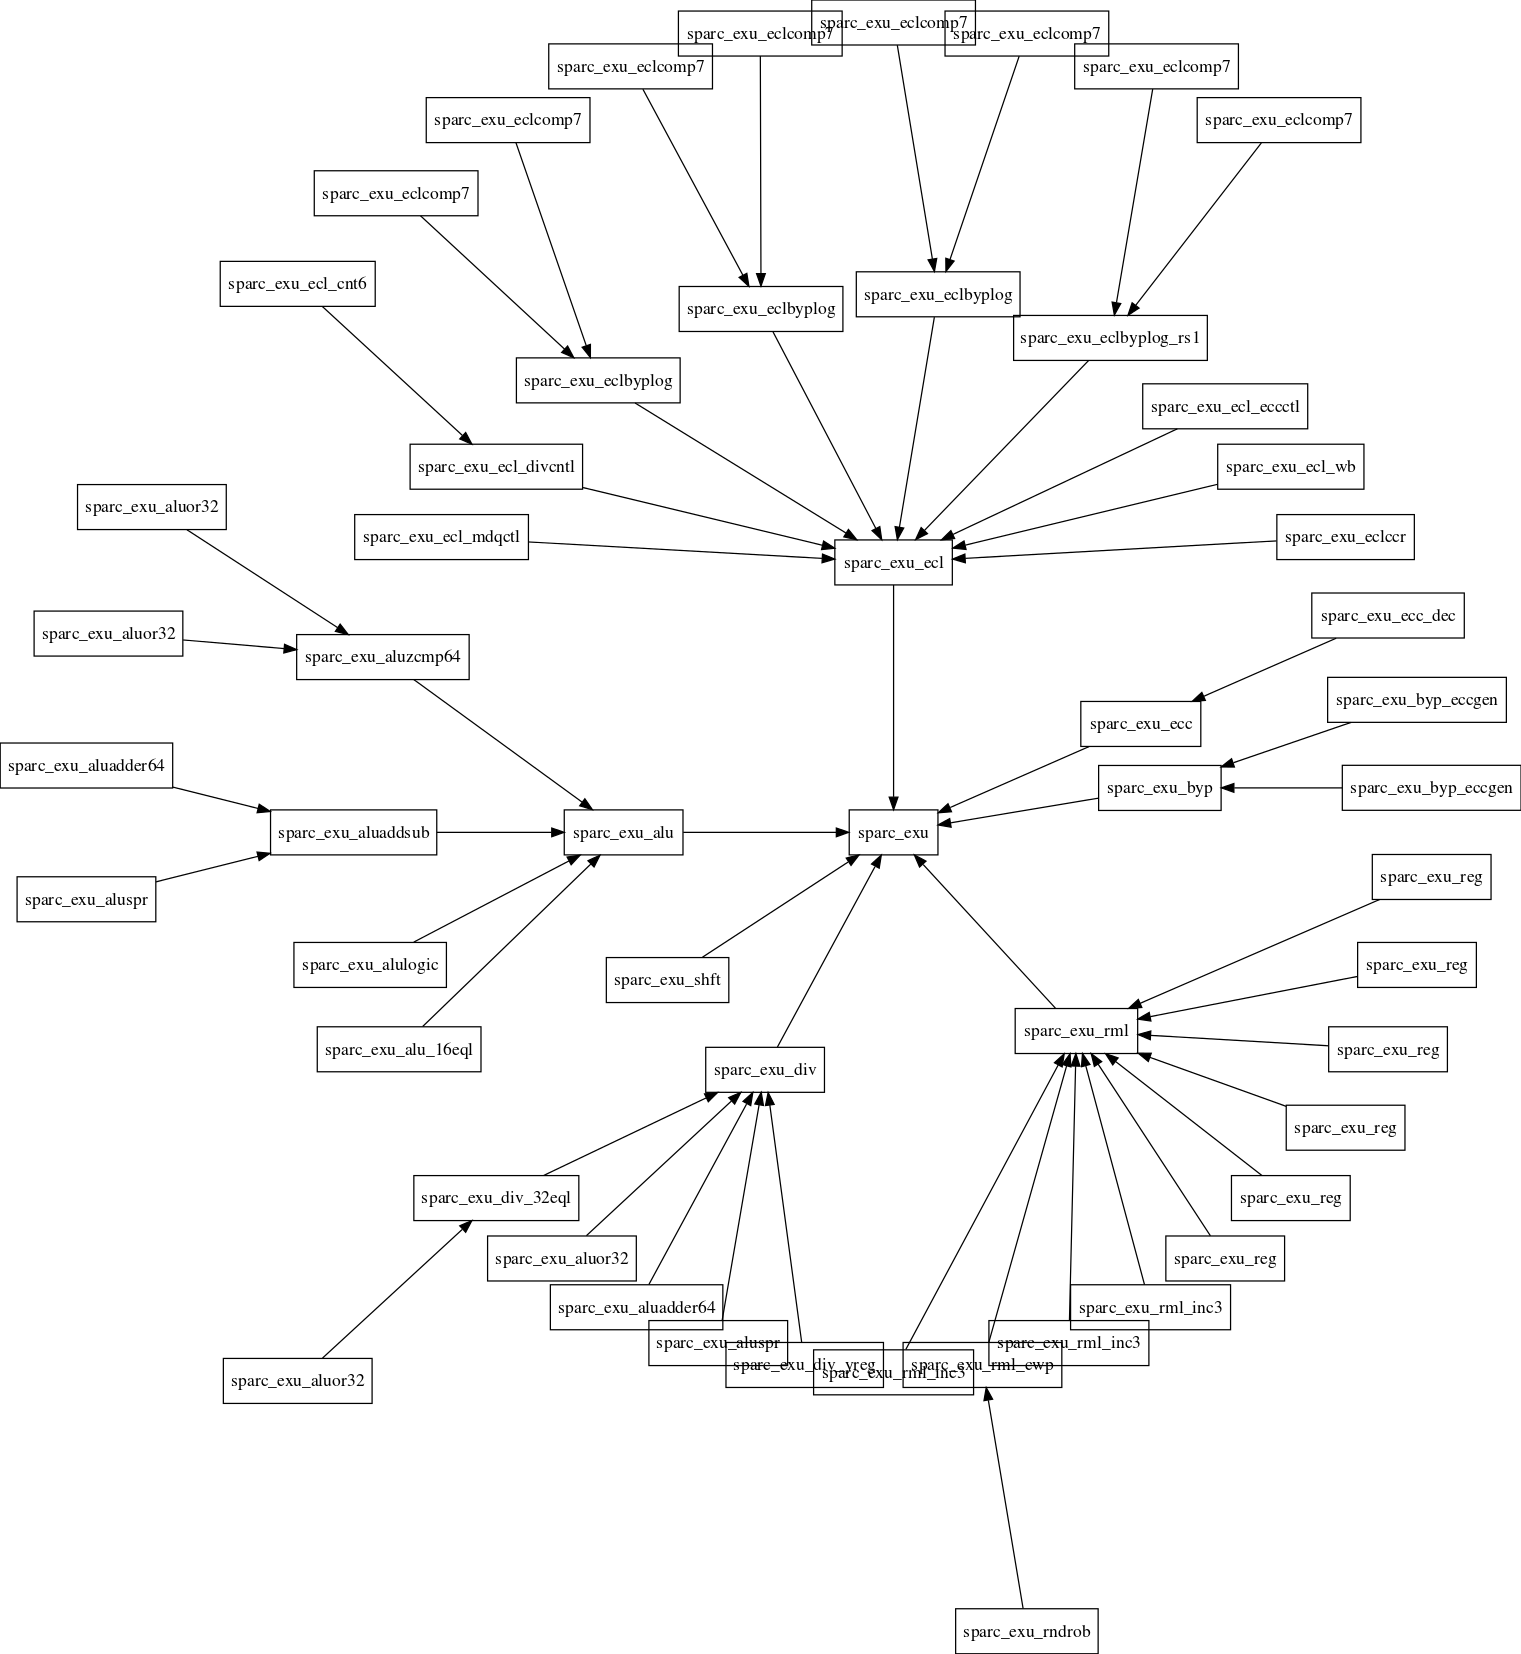 sparc_exu_eclcomp7
sparc_exu_eclcomp7
sparc_exu_eclcomp7
sparc_exu_eclcomp7
sparc_exu_eclcomp7
sparc_exu_eclcomp7
sparc_exu_eclcomp7
sparc_exu_eclcomp7
sparc_exu_ecl_cnt6
sparc_exu_eclbyplog
sparc_exu_eclbyplog
sparc_exu_eclbyplog_rs1
sparc_exu_eclbyplog
sparc_exu_ecl_eccctl
sparc_exu_ecl_divcntl
sparc_exu_ecl_wb
sparc_exu_aluor32
sparc_exu_ecl_mdqctl
sparc_exu_eclccr
sparc_exu_ecl
sparc_exu_ecc_dec
sparc_exu_aluor32
sparc_exu_aluzcmp64
sparc_exu_byp_eccgen
sparc_exu_ecc
sparc_exu_aluadder64
sparc_exu_byp
sparc_exu_byp_eccgen
sparc_exu_aluaddsub
sparc_exu_alu
sparc_exu
sparc_exu_reg
sparc_exu_aluspr
sparc_exu_alulogic
sparc_exu_reg
sparc_exu_shft
sparc_exu_rml
sparc_exu_alu_16eql
sparc_exu_reg
sparc_exu_div
sparc_exu_reg
sparc_exu_div_32eql
sparc_exu_reg
sparc_exu_aluor32
sparc_exu_reg
sparc_exu_aluadder64
sparc_exu_rml_inc3
sparc_exu_aluspr
sparc_exu_rml_inc3
sparc_exu_div_yreg
sparc_exu_rml_cwp
sparc_exu_rml_inc3
sparc_exu_aluor32
sparc_exu_rndrob